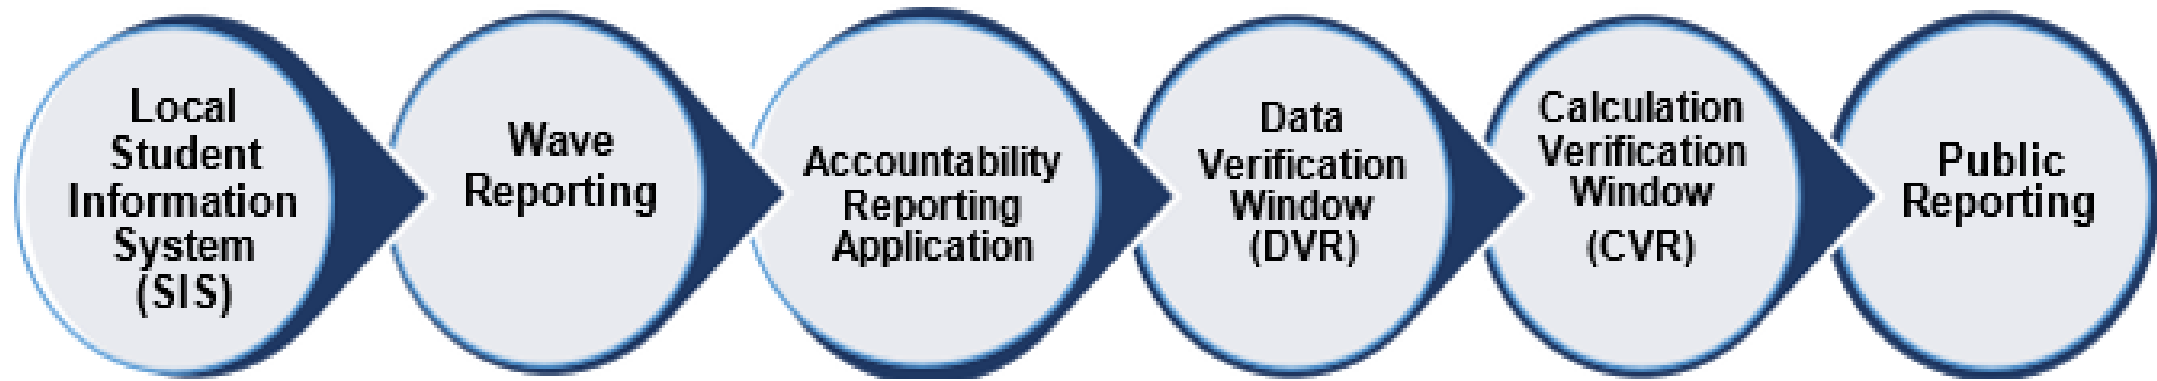 Local
Student
Information
System
(SIS)
Wave
Reporting
Accountability
Reporting
Application
Data
Verification
Window
(DVR)
Calculation
Verification
Window
(CVR)
Public
Reporting